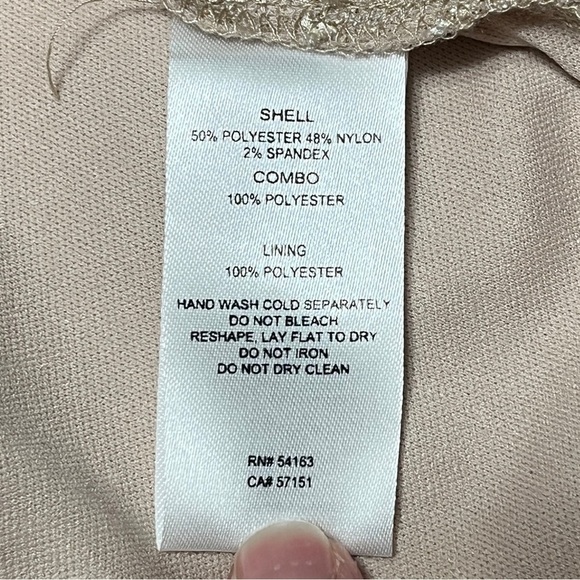 SHELL
50% POLYESTER 48% NYLON
2% SPANDEX
COMBO
100% POLYESTER
LINING
100% POLYESTER
HAND WASH COLD SEPARATELY
DO NOT BLEACH
RESHAPE, LAY FLAT TO DRY
DO NOT IRON
DO NOT DRY CLEAN
RN# 54163
CA# 57151